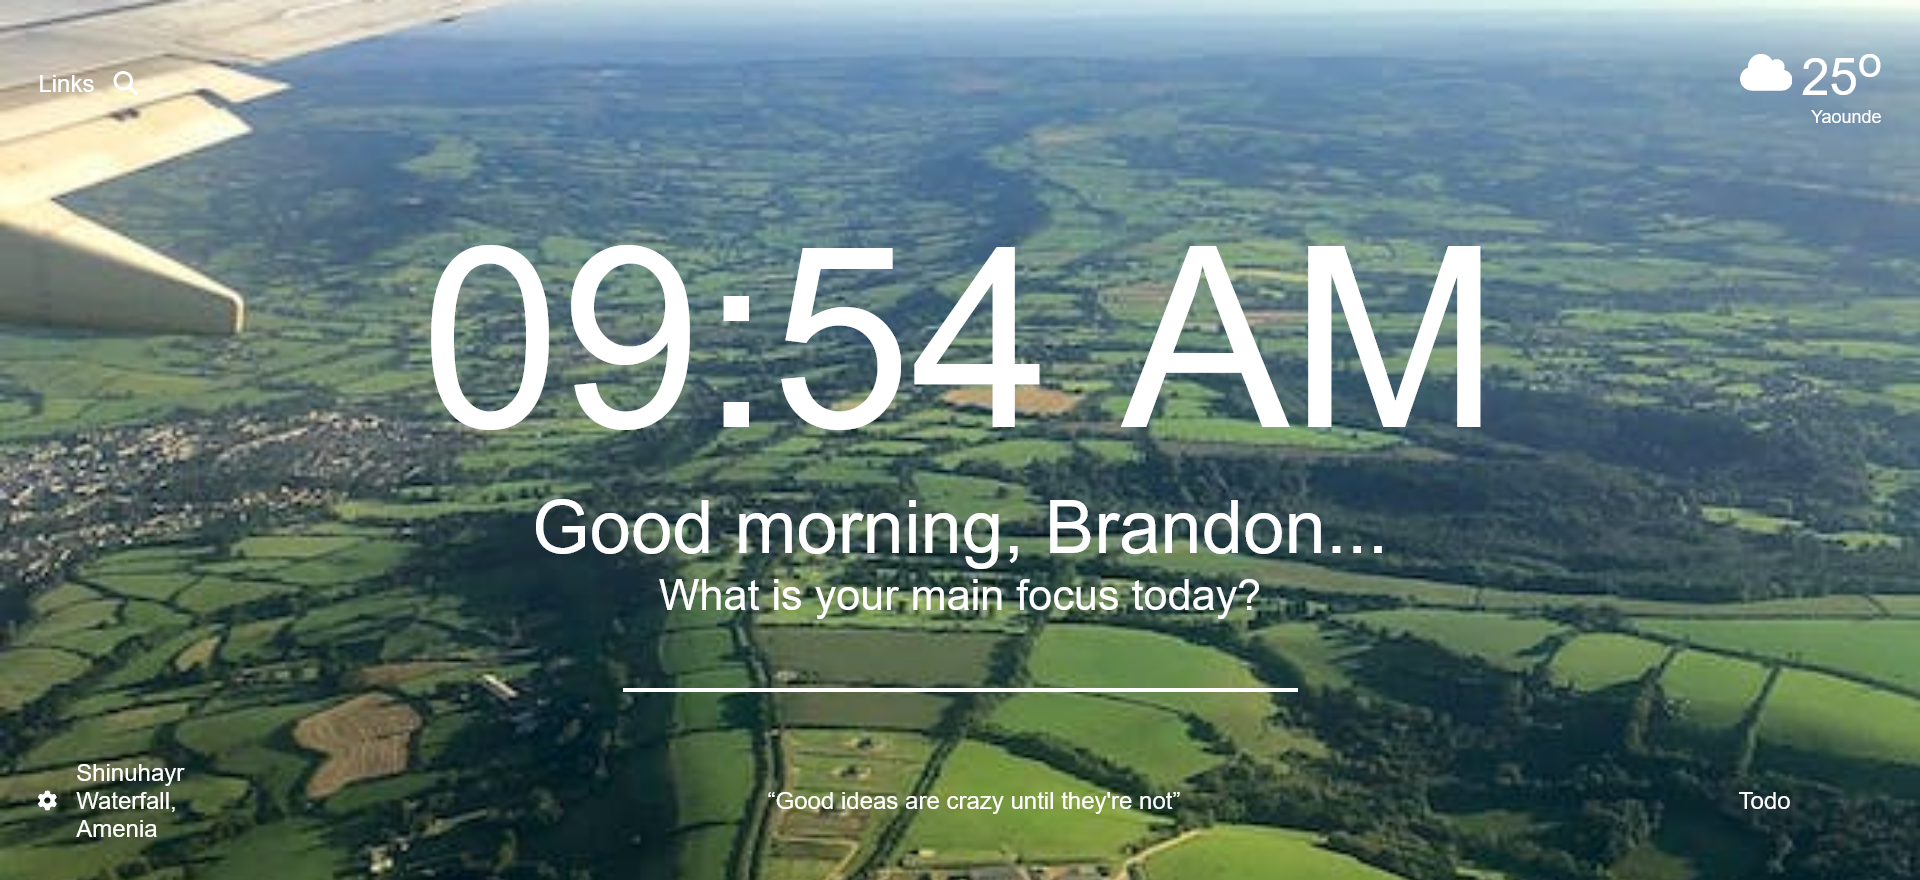 Links
25°
Yaounde
09:54 AM
Good morning, Brandon...
What is your main focus today?
Shinuhayr
Waterfall,
Amenia
“Good ideas are crazy until they're not”
Todo